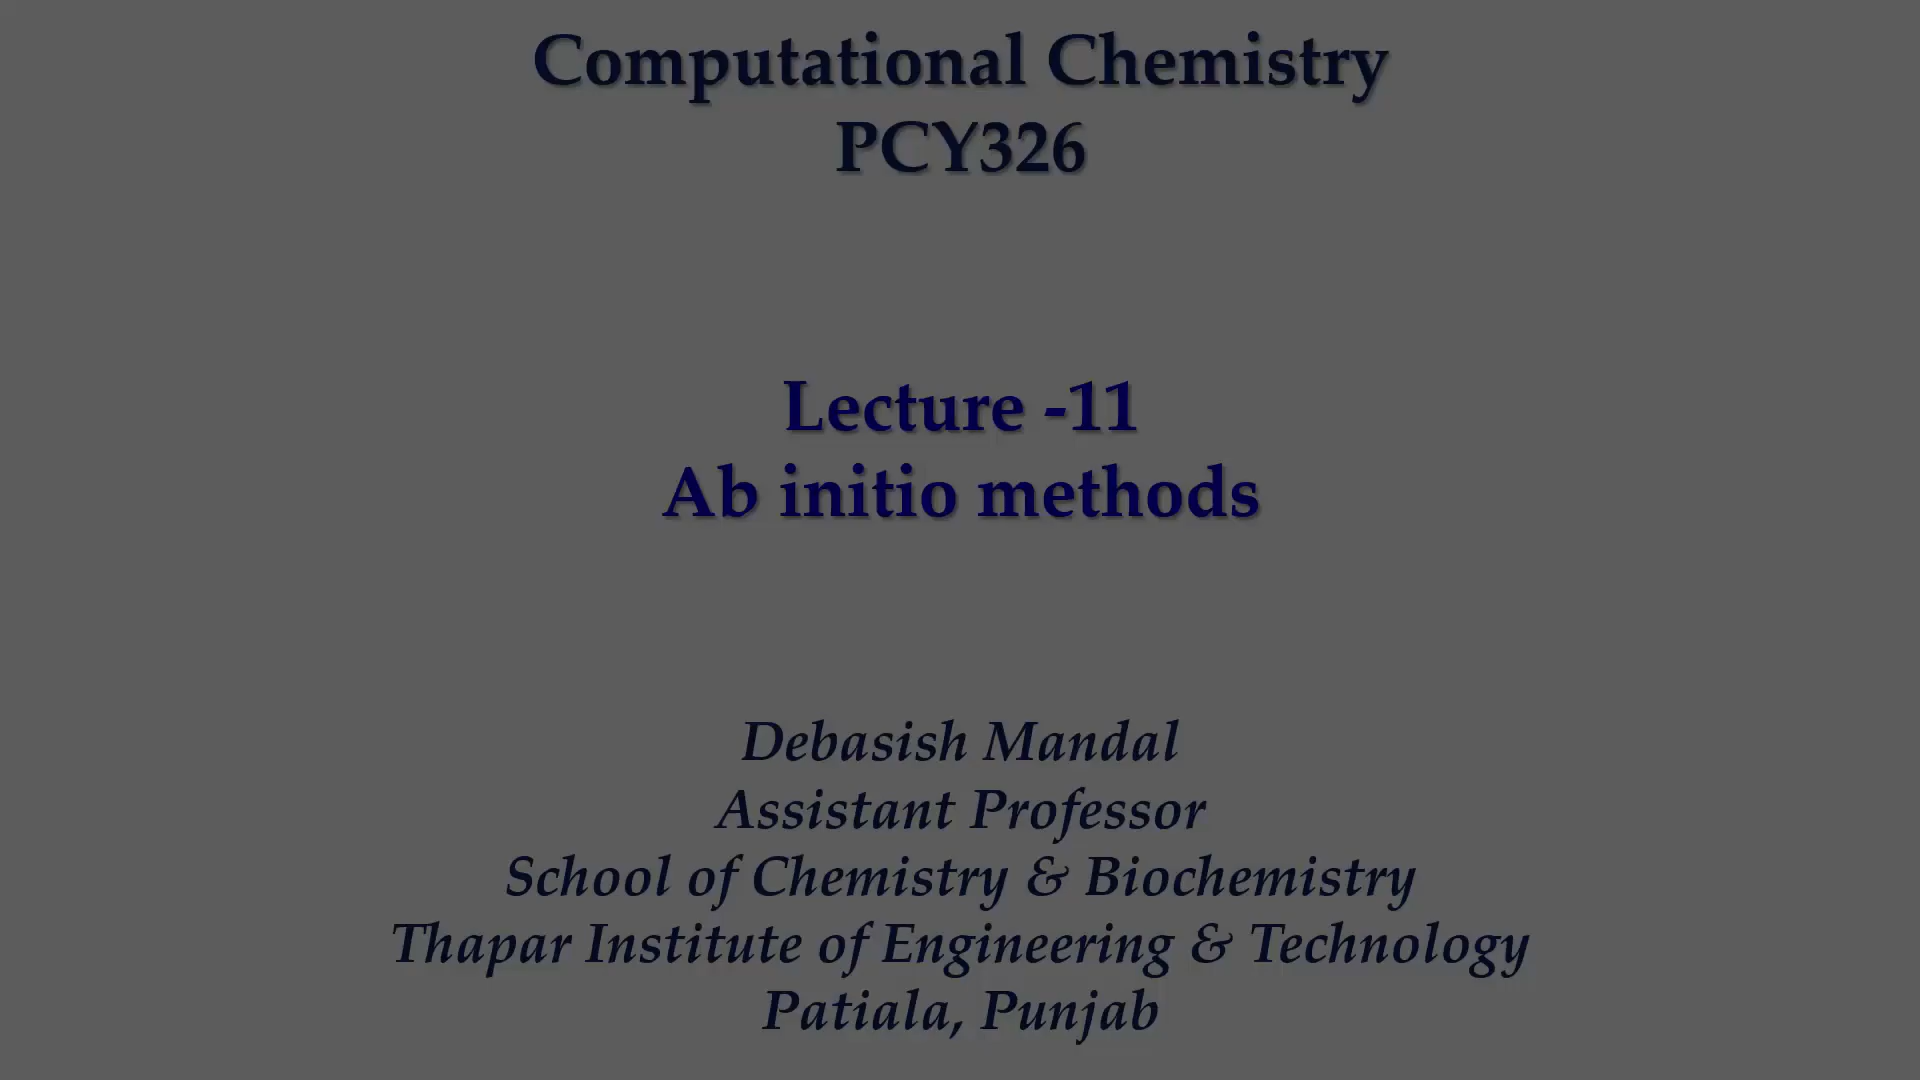 Computational Chemistry
PCY326
Lecture -11
Ab initio methods
Debasish Mandal
Assistant Professor
School of Chemistry & Biochemistry
Thapar Institute of Engineering & Technology
Patiala, Punjab